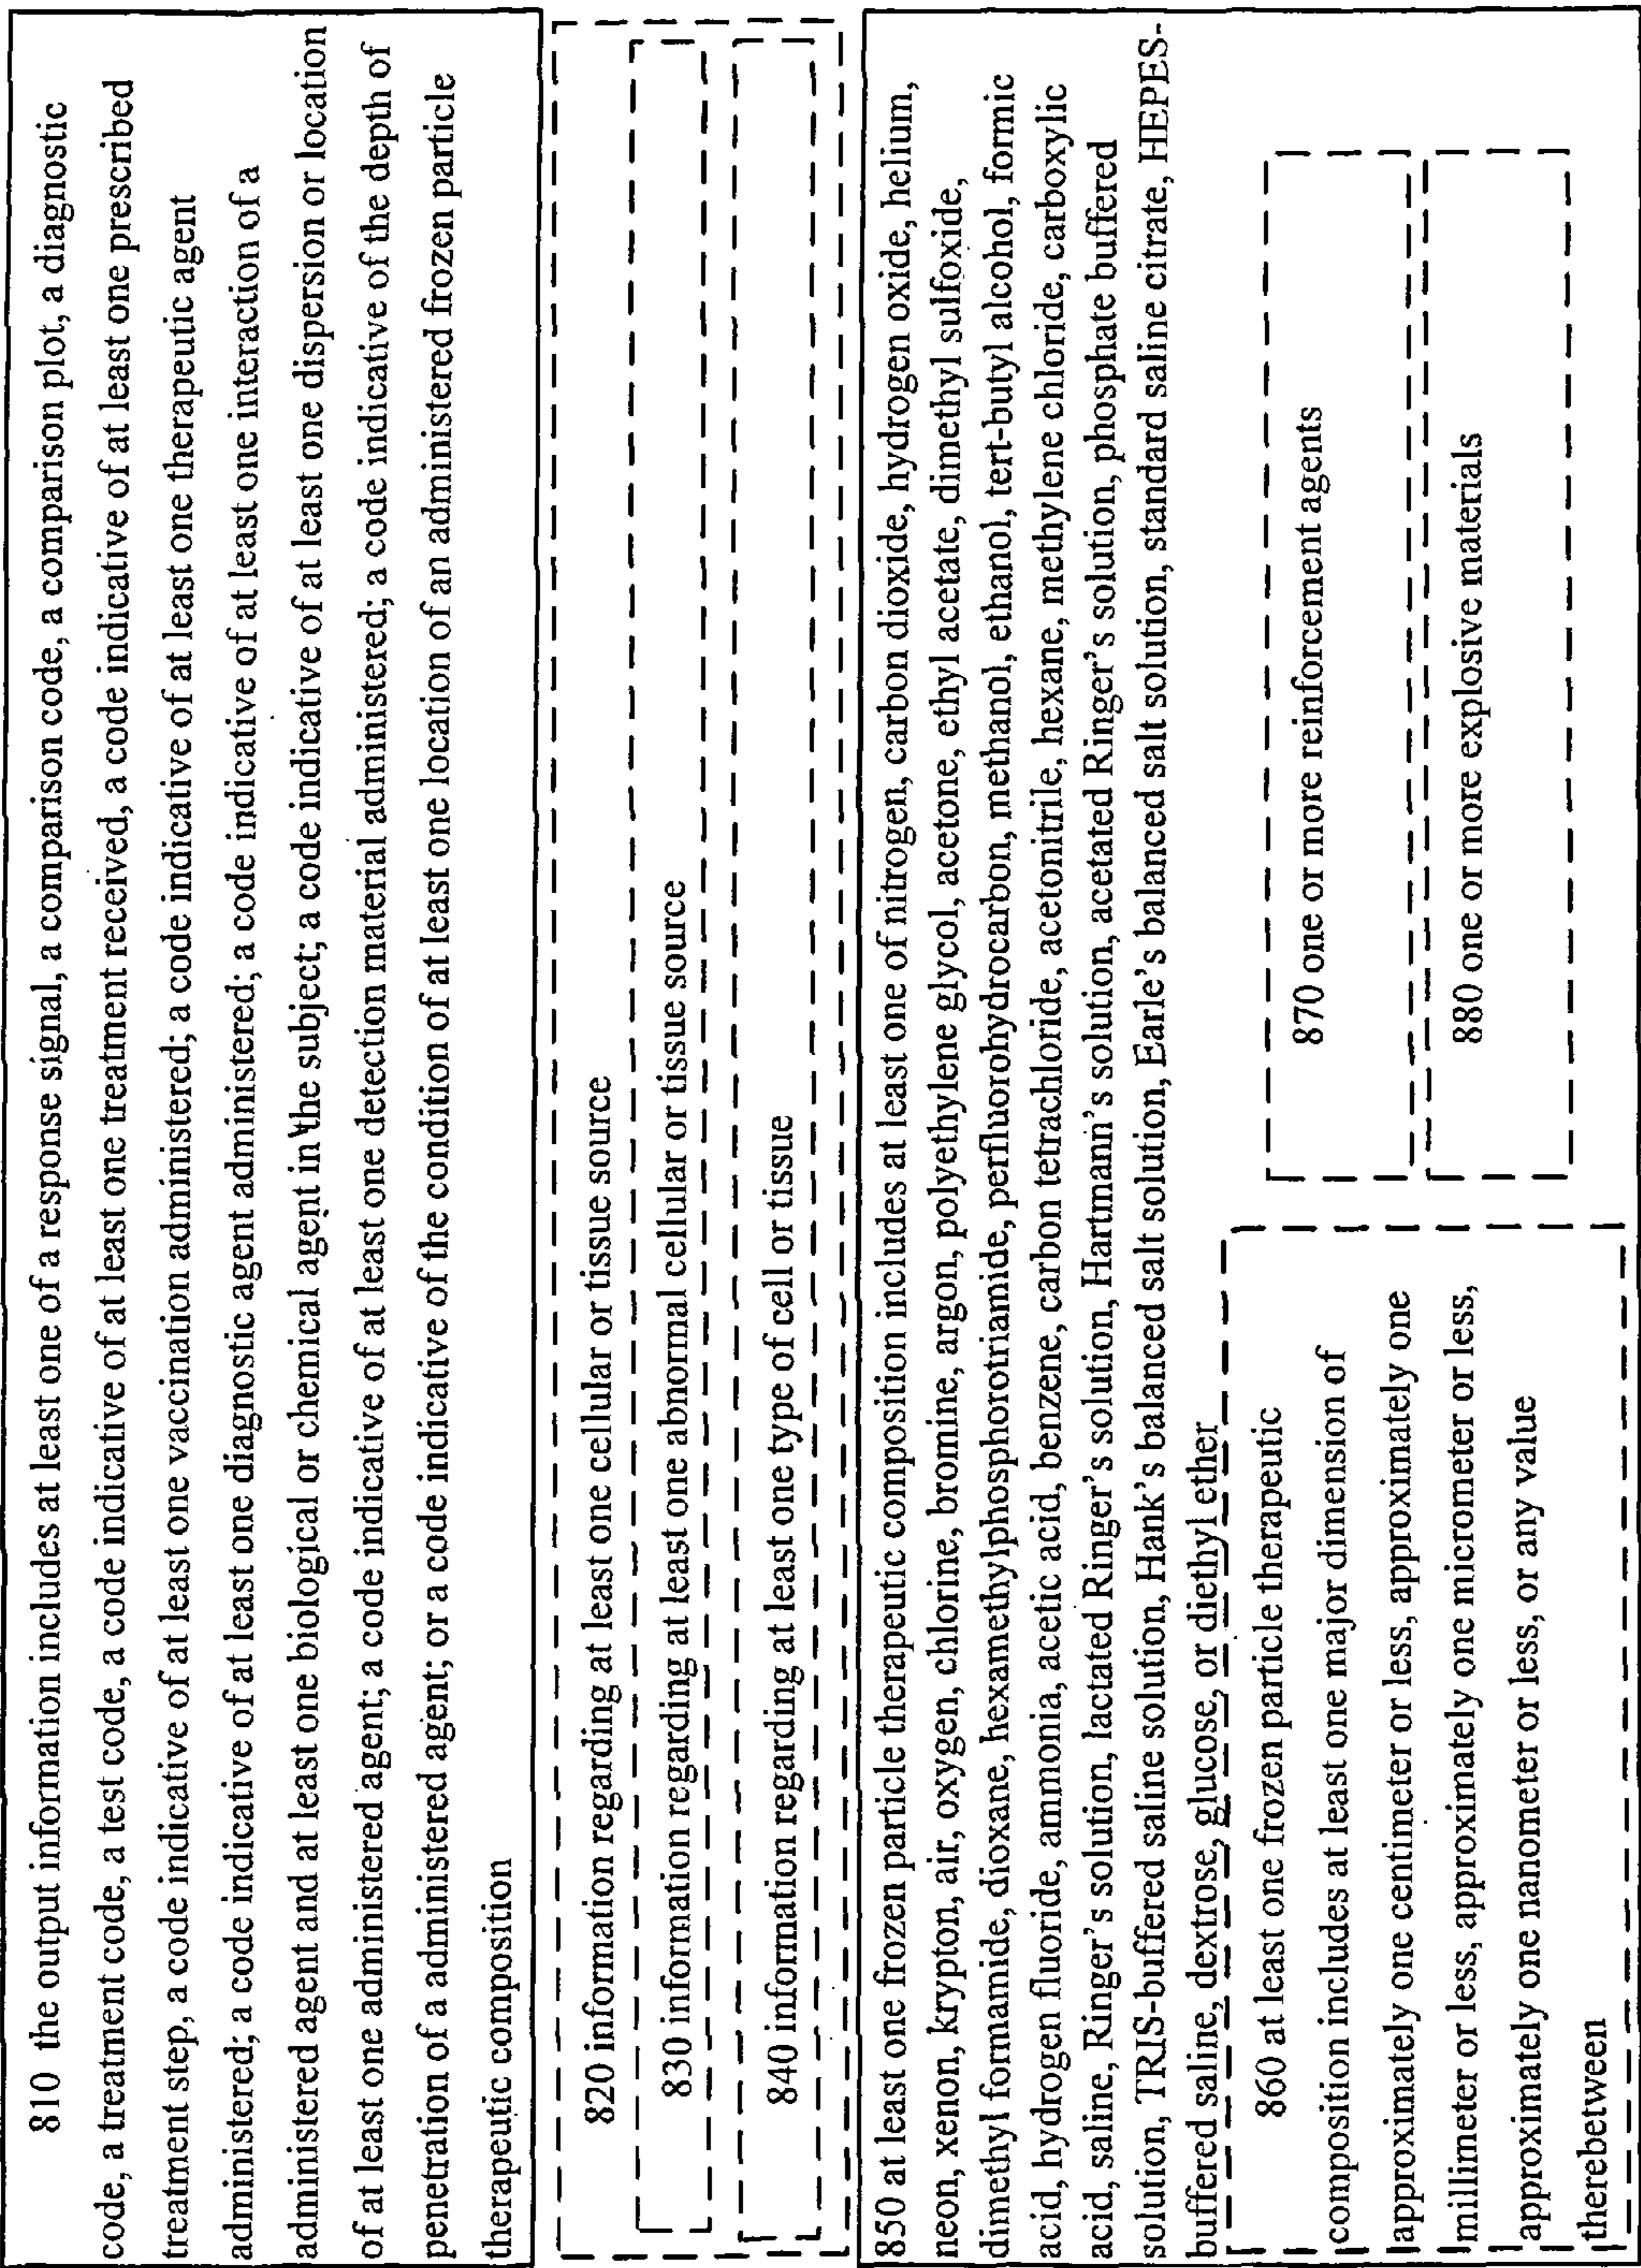 810 the output information includes at least one of a response signal, a comparison code, a comparison plot, a diagnostic
code, a treatment code, a test code, a code indicative of at least one treatment received, a code indicative of at least one prescribed
treatment step, a code indicative of at least one vaccination administered; a code indicative of at least one therapeutic agent
administered; a code indicative of at least one diagnostic agent administered; a code indicative of at least one interaction of a
administered agent and at least one biological or chemical agent in the subject; a code indicative of at least one dispersion or location
of at least one administered agent; a code indicative of at least one detection material administered; a code indicative of the depth of
penetration of a administered agent; or a code indicative of the condition of at least one location of an administered frozen particle
therapeutic composition
820 information regarding at least one cellular or tissue source
830 information regarding at least one abnormal cellular or tissue source
840 information regarding at least one type of cell or tissue
850 at least one frozen particle therapeutic composition includes at least one of nitrogen, carbon dioxide, hydrogen oxide, helium,
neon, xenon, krypton, air, oxygen, chlorine, bromine, argon, polyethylene glycol, acetone, ethyl acetate, dimethyl sulfoxide,
dimethyl formamide, dioxane, hexamethylphosphorotriamide, perfluorohydrocarbon, methanol, ethanol, tert-butyl alcohol, formic
acid, hydrogen fluoride, ammonia, acetic acid, benzene, carbon tetrachloride, acetonitrile, hexane, methylene chloride, carboxylic
acid, saline, Ringer's solution, lactated Ringer's solution, Hartmann's solution, acetated Ringer's solution, phosphate buffered
solution, TRIS-buffered saline solution, Hank's balanced salt solution, Earle's balanced salt solution, standard saline citrate, HEPES-
buffered saline, dextrose, glucose, or diethyl ether
860 at least one frozen particle therapeutic
composition includes at least one major dimension of
approximately one centimeter or less, approximately one
millimeter or less, approximately one micrometer or less,
approximately one nanometer or less, or any value
therebetween
870 one or more reinforcement agents
880 one or more explosive materials